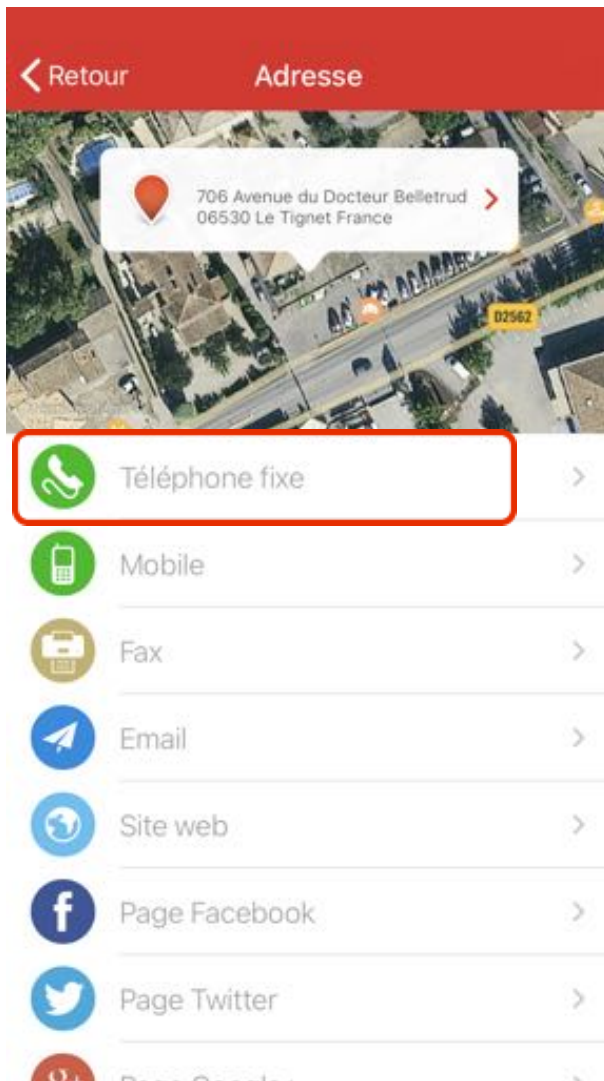 Retour
Adresse
706 Avenue du Docteur Belletrud
06530 Le Tignet France
D2562
Téléphone fixe
Mobile
Fax
Email
Site web
Page Facebook
Page Twitter